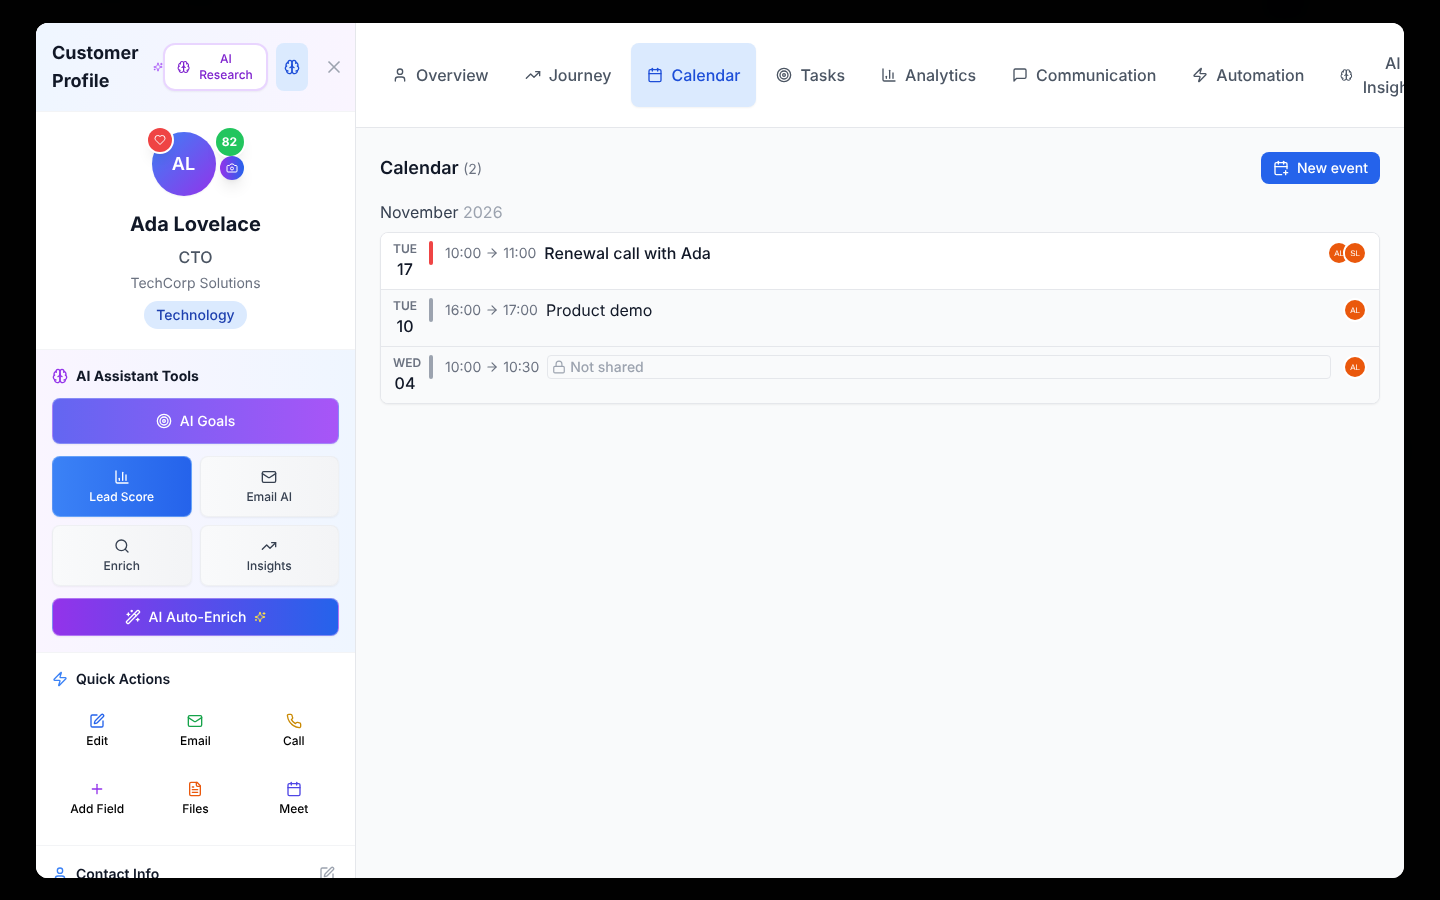 Customer
Profile
AI
Research
Overview
Journey
Calendar
Tasks
Analytics
Communication
Automation
AI
Insigh
AL
82
Ada Lovelace
CTO
TechCorp Solutions
Technology
AI Assistant Tools
AI Goals
Lead Score
Email AI
Enrich
Insights
AI Auto-Enrich
Quick Actions
Edit
Email
Call
Add Field
Files
Meet
Contact Info
Calendar (2)
New event
November 2026
TUE
17
10:00 → 11:00 Renewal call with Ada
AL SL
TUE
10
16:00 → 17:00 Product demo
AL
WED
04
10:00 → 10:30 Not shared
AL